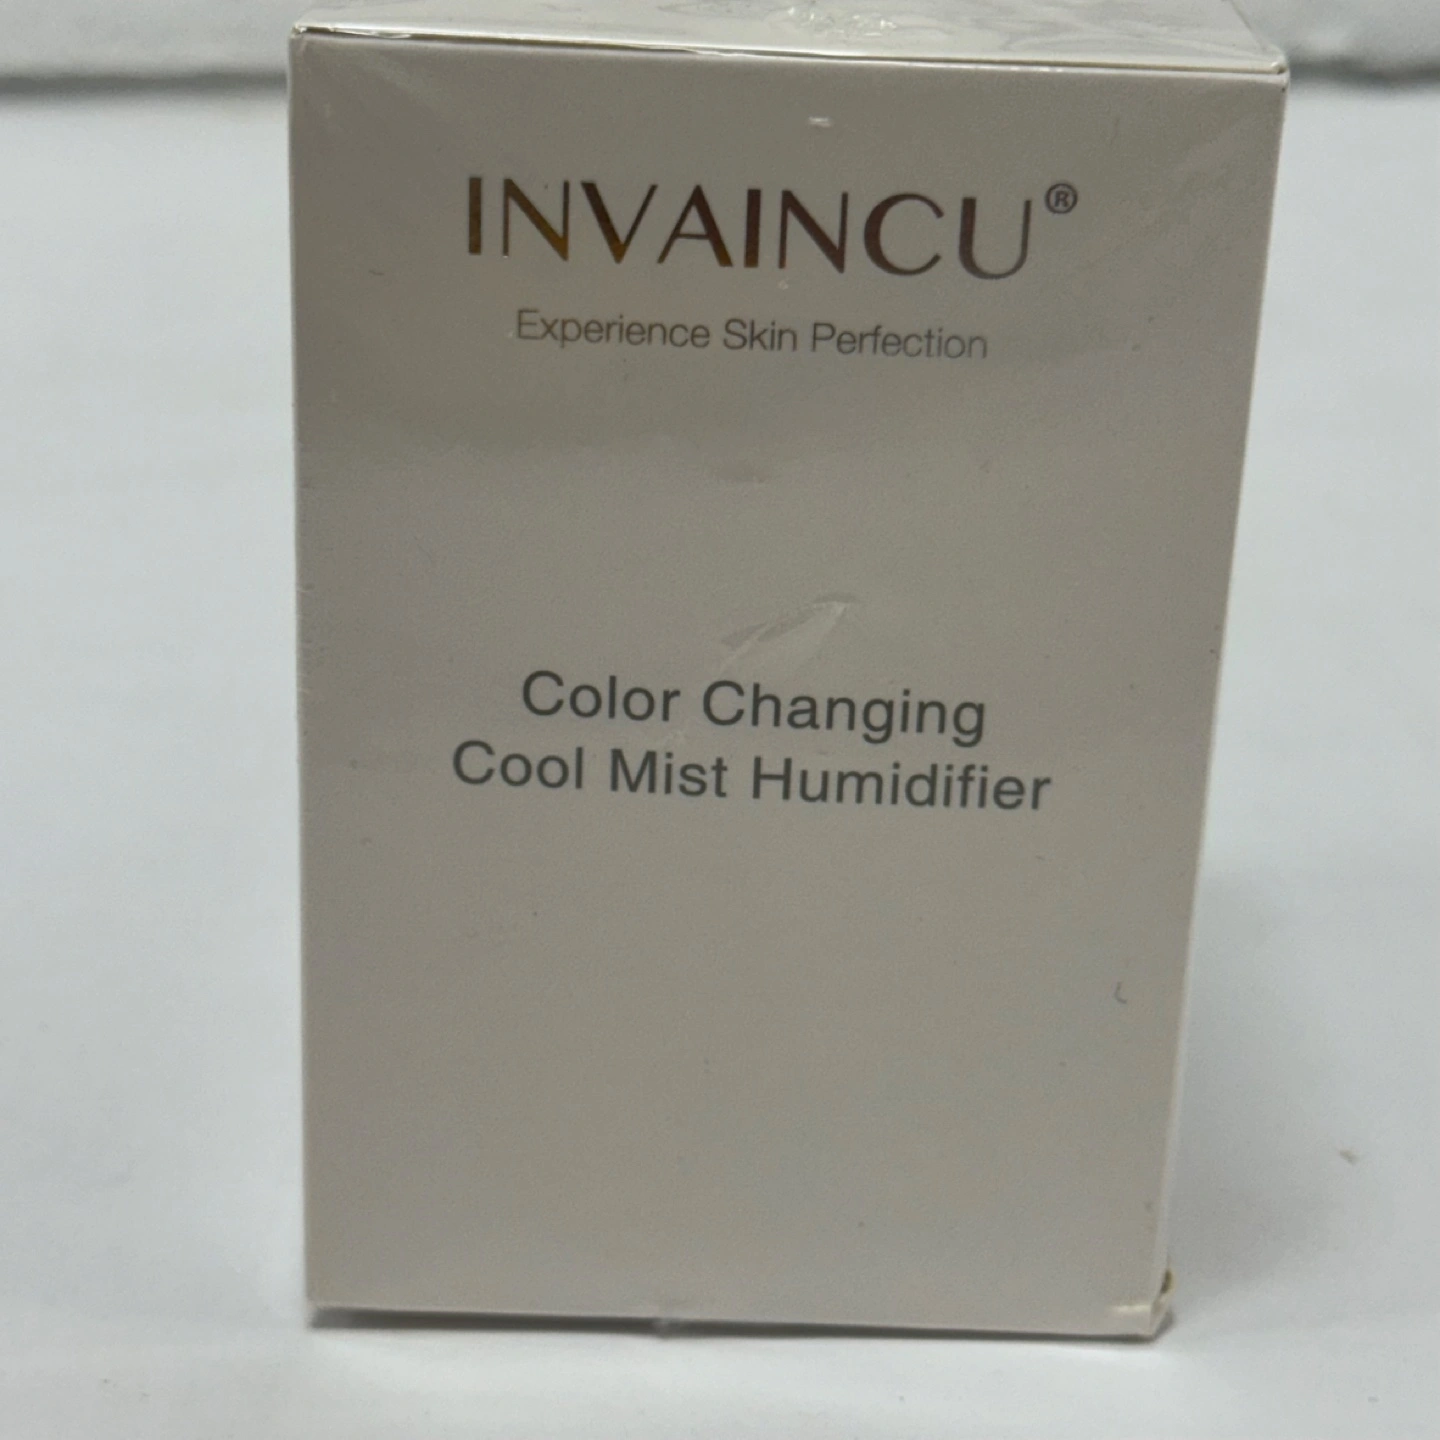 INVAINCU®
Experience Skin Perfection
Color Changing
Cool Mist Humidifier